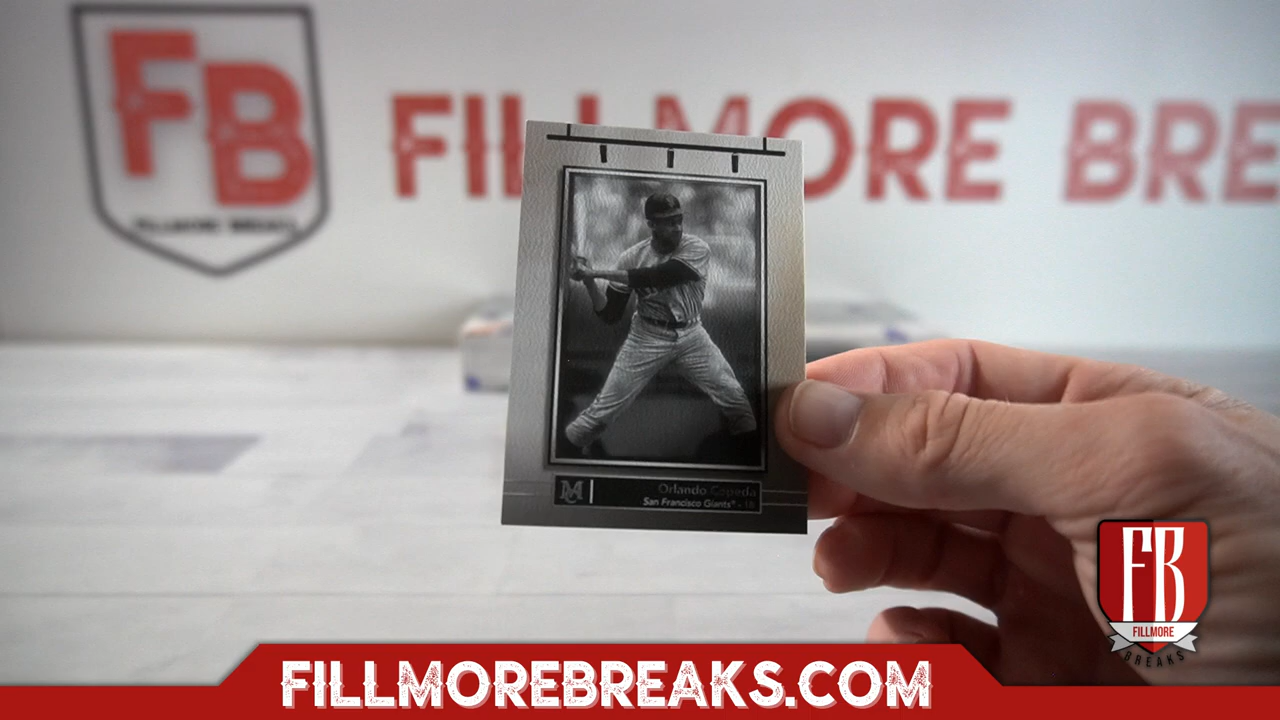 FB
FILLMORE BREAKS
FILLMORE BRE
MC
Orlando Cepeda
San Francisco Giants® - 1B
FB
FILLMORE
BREAKS
FILLMOREBREAKS.COM